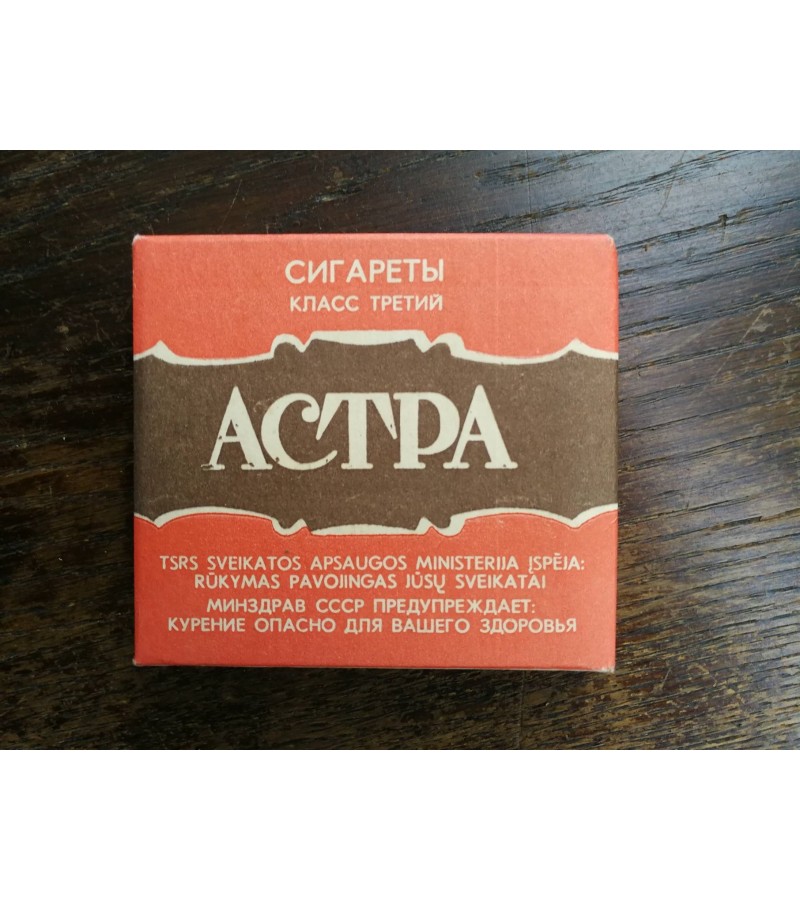 СИГАРЕТЫ
КЛАСС ТРЕТИЙ
АСТРА
TSRS SVEIKATOS APSAUGOS MINISTERIJA ĮSPĖJA:
RŪKYMAS PAVOJINGAS JŪSŲ SVEIKATAI
МИНЗДРАВ СССР ПРЕДУПРЕЖДАЕТ:
КУРЕНИЕ ОПАСНО ДЛЯ ВАШЕГО ЗДОРОВЬЯ